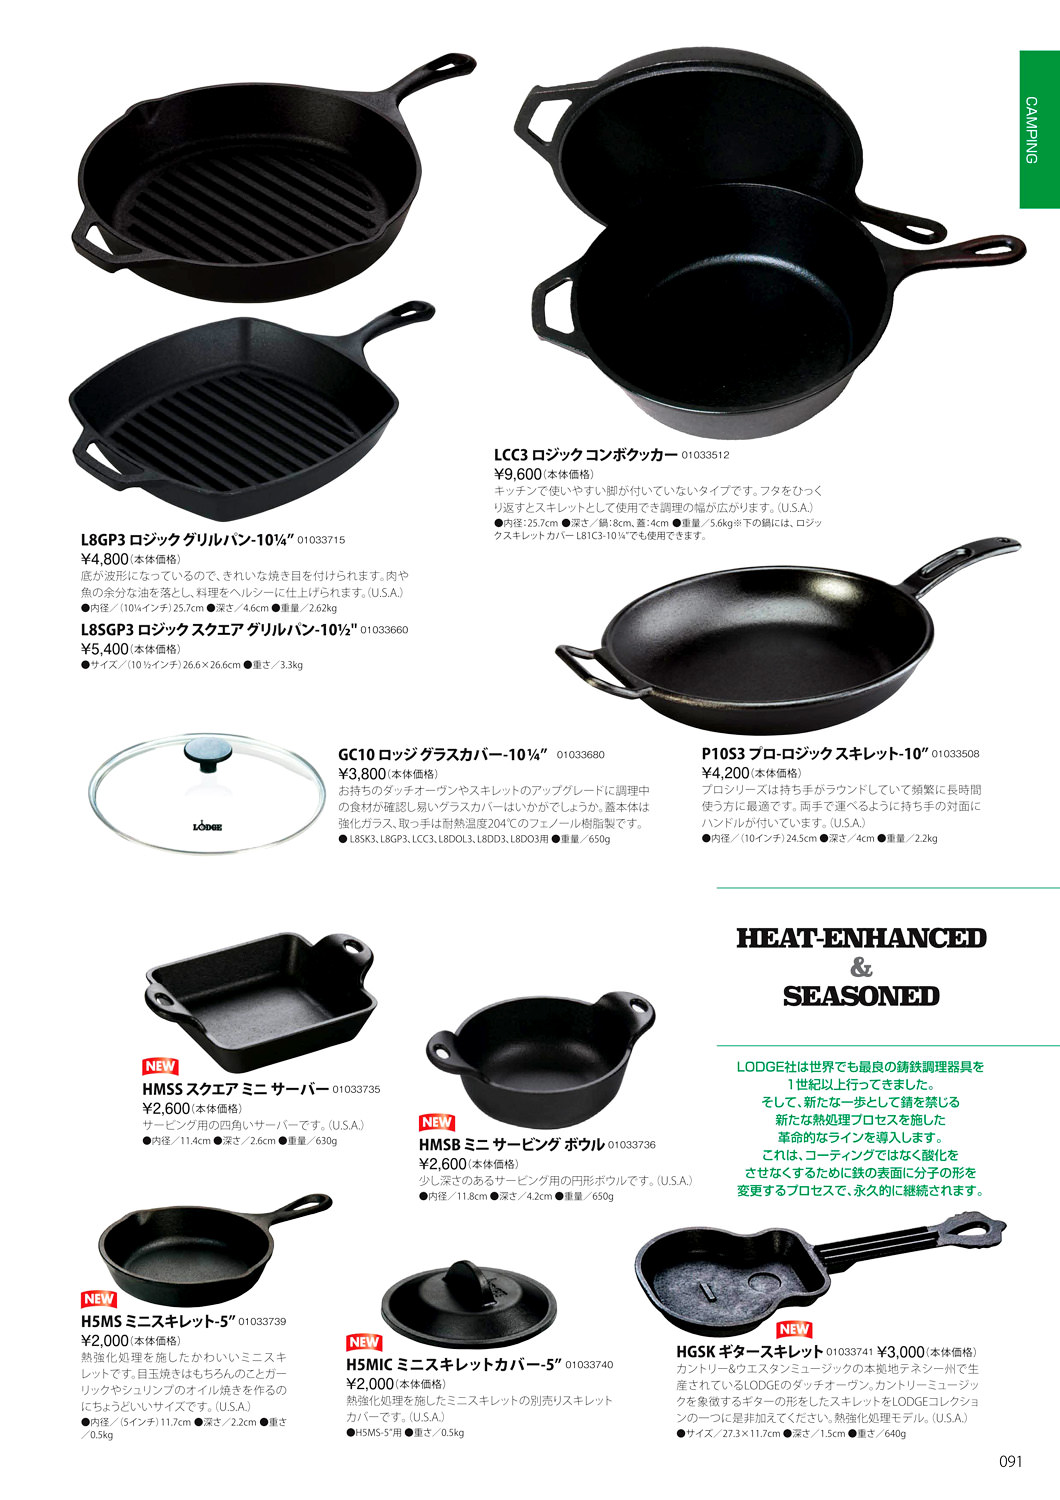 CAMPING
LCC3 ロジック コンボクッカー 01033512
¥9,600（本体価格）
キッチンで使いやすい脚が付いていないタイプです。フタをひっく
り返すとスキレットとして使用でき調理の幅が広がります。（U.S.A.）
●内径：25.7cm ●深さ／鍋：8cm、蓋：4cm ●重量／5.6kg※下の鍋には、ロジッ
クスキレットカバー L81C3-10 ¼"でも使用できます。
L8GP3 ロジック グリルパン-10¼” 01033715
¥4,800（本体価格）
底が波形になっているので、きれいな焼き目を付けられます。肉や
魚の余分な油を落とし、料理をヘルシーに仕上げられます。（U.S.A.）
●内径／（10¼インチ）25.7cm ●深さ／4.6cm ●重量／2.62kg
L8SGP3 ロジック スクエア グリルパン-10½" 01033660
¥5,400（本体価格）
●サイズ／（10 ½インチ）26.6×26.6cm ●重さ／3.3kg
LODGE
GC10 ロッジ グラスカバー-10¼” 01033680
¥3,800（本体価格）
お持ちのダッチオーヴンやスキレットのアップグレードに調理中
の食材が確認し易いグラスカバーはいかがでしょうか。蓋本体は
強化ガラス、取っ手は耐熱温度204℃のフェノール樹脂製です。
● L8SK3、L8GP3、LCC3、L8DOL3、L8DD3、L8DO3用 ●重量／650g
P10S3 プロ-ロジック スキレット-10” 01033508
¥4,200（本体価格）
プロシリーズは持ち手がラウンドしていて頻繁に長時間
使う方に最適です。両手で運べるように持ち手の対面に
ハンドルが付いています。（U.S.A.）
●内径／（10インチ）24.5cm ●深さ／4cm ●重量／2.2kg
HEAT-ENHANCED
&
SEASONED
LODGE社は世界でも最良の鋳鉄調理器具を
１世紀以上行ってきました。
そして、新たな一歩として錆を禁じる
新たな熱処理プロセスを施した
革命的なラインを導入します。
これは、コーティングではなく酸化を
させなくするために鉄の表面に分子の形を
変更するプロセスで、永久的に継続されます。
NEW
HMSS スクエア ミニ サーバー 01033735
¥2,600（本体価格）
サービング用の四角いサーバーです。（U.S.A.）
●内径／11.4cm ●深さ／2.6cm ●重量／630g
NEW
HMSB ミニ サービング ボウル 01033736
¥2,600（本体価格）
少し深さのあるサービング用の円形ボウルです。（U.S.A.）
●内径／11.8cm ●深さ／4.2cm ●重量／650g
NEW
H5MS ミニスキレット-5” 01033739
¥2,000（本体価格）
熱強化処理を施したかわいいミニスキ
レットです。目玉焼きはもちろんのことガー
リックやシュリンプのオイル焼きを作るの
にちょうどいいサイズです。（U.S.A.）
●内径／（5インチ）11.7cm ●深さ／2.2cm ●重さ
／0.5kg
NEW
H5MIC ミニスキレットカバー-5” 01033740
¥2,000（本体価格）
熱強化処理を施したミニスキレットの別売りスキレット
カバーです。（U.S.A.）
●H5MS-5”用 ●重さ／0.5kg
NEW
HGSK ギタースキレット 01033741 ¥3,000（本体価格）
カントリー&ウエスタンミュージックの本拠地テネシー州で生
産されているLODGEのダッチオーヴン。カントリーミュージッ
クを象徴するギターの形をしたスキレットをLODGEコレクショ
ンの一つに是非加えてください。熱強化処理モデル。（U.S.A.）
●サイズ／27.3×11.7cm ●深さ／1.5cm ●重さ／640g
091